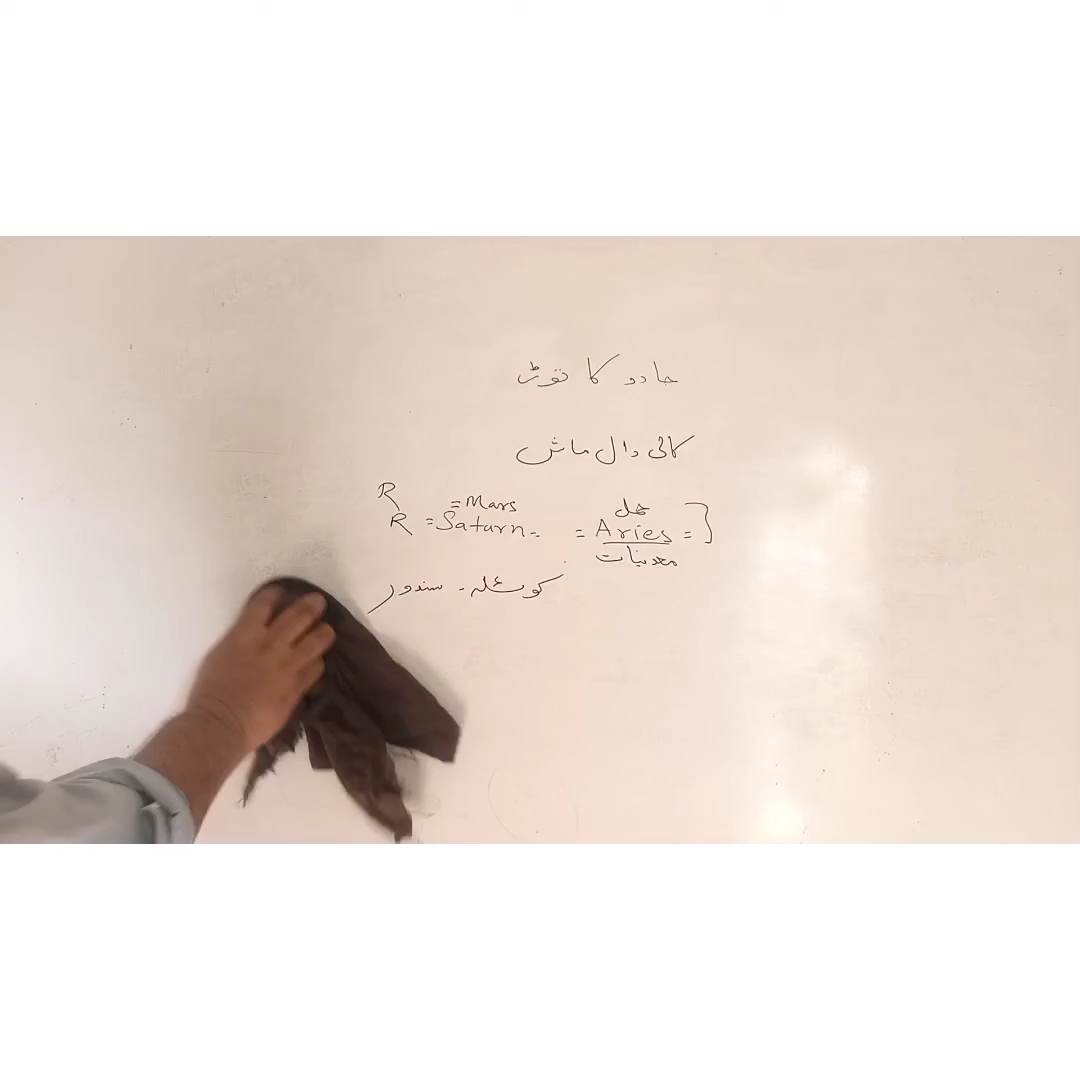 جادو کا توڑ
کالی دال ماش
R = Mars
حمل
R = Saturn - = Aries = }
معدنیات
کوئلہ - سندور